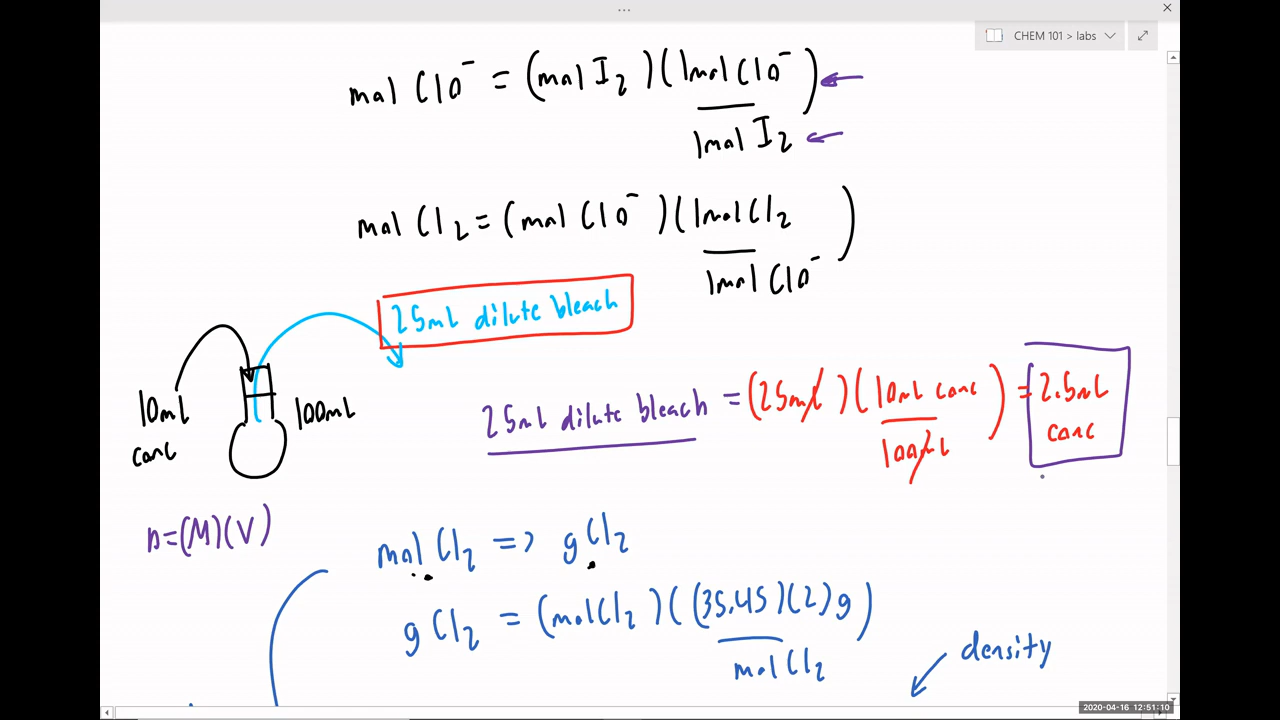 CHEM 101 > labs
mol ClO⁻ = (mol I₂)(1mol ClO⁻ / 1mol I₂)
mol Cl₂ = (mol ClO⁻)(1mol Cl₂ / 1mol ClO⁻)
25mL dilute bleach
10mL conc
100mL
25mL dilute bleach = (25mL)(10mL conc / 100mL) = 2.5mL conc
n=(M)(V)
mol Cl₂ => g Cl₂
g Cl₂ = (mol Cl₂)((35.45)(2)g / mol Cl₂)
density
2020-04-16 12:51:10